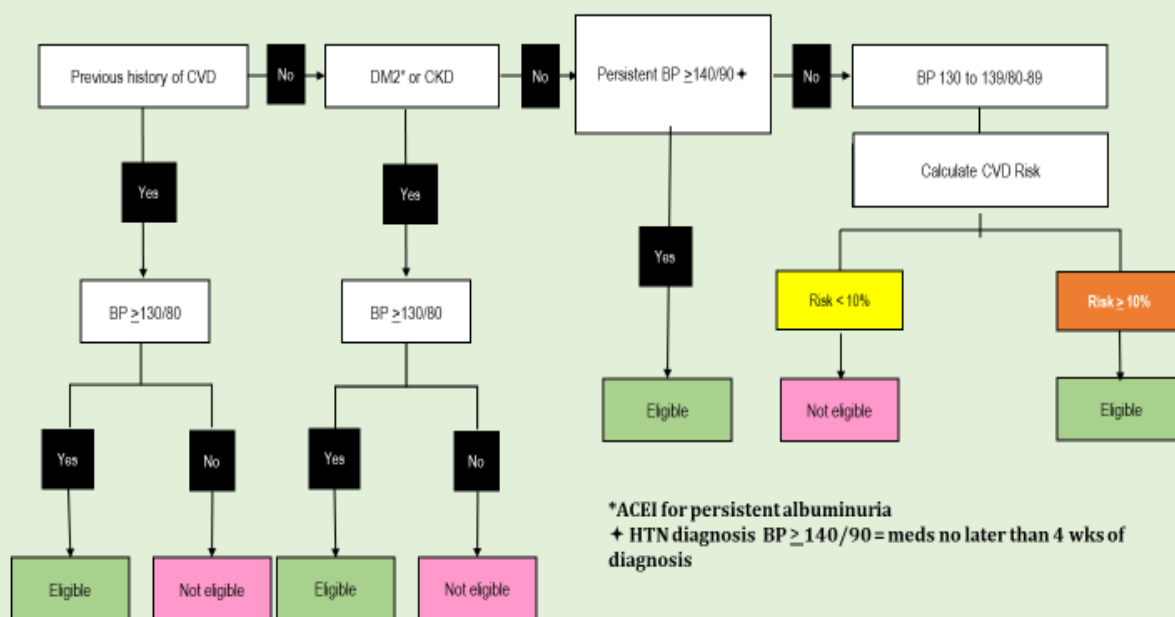 Previous history of CVD
No
DM2* or CKD
No
Persistent BP ≥140/90✦
No
BP 130 to 139/80-89
Calculate CVD Risk
Yes
Yes
Yes
BP ≥130/80
BP ≥130/80
Risk < 10%
Risk ≥ 10%
Eligible
Not eligible
Eligible
Yes
No
Yes
No
Eligible
Not eligible
Eligible
Not eligible
*ACEI for persistent albuminuria
✦ HTN diagnosis BP ≥140/90 = meds no later than 4 wks of
diagnosis